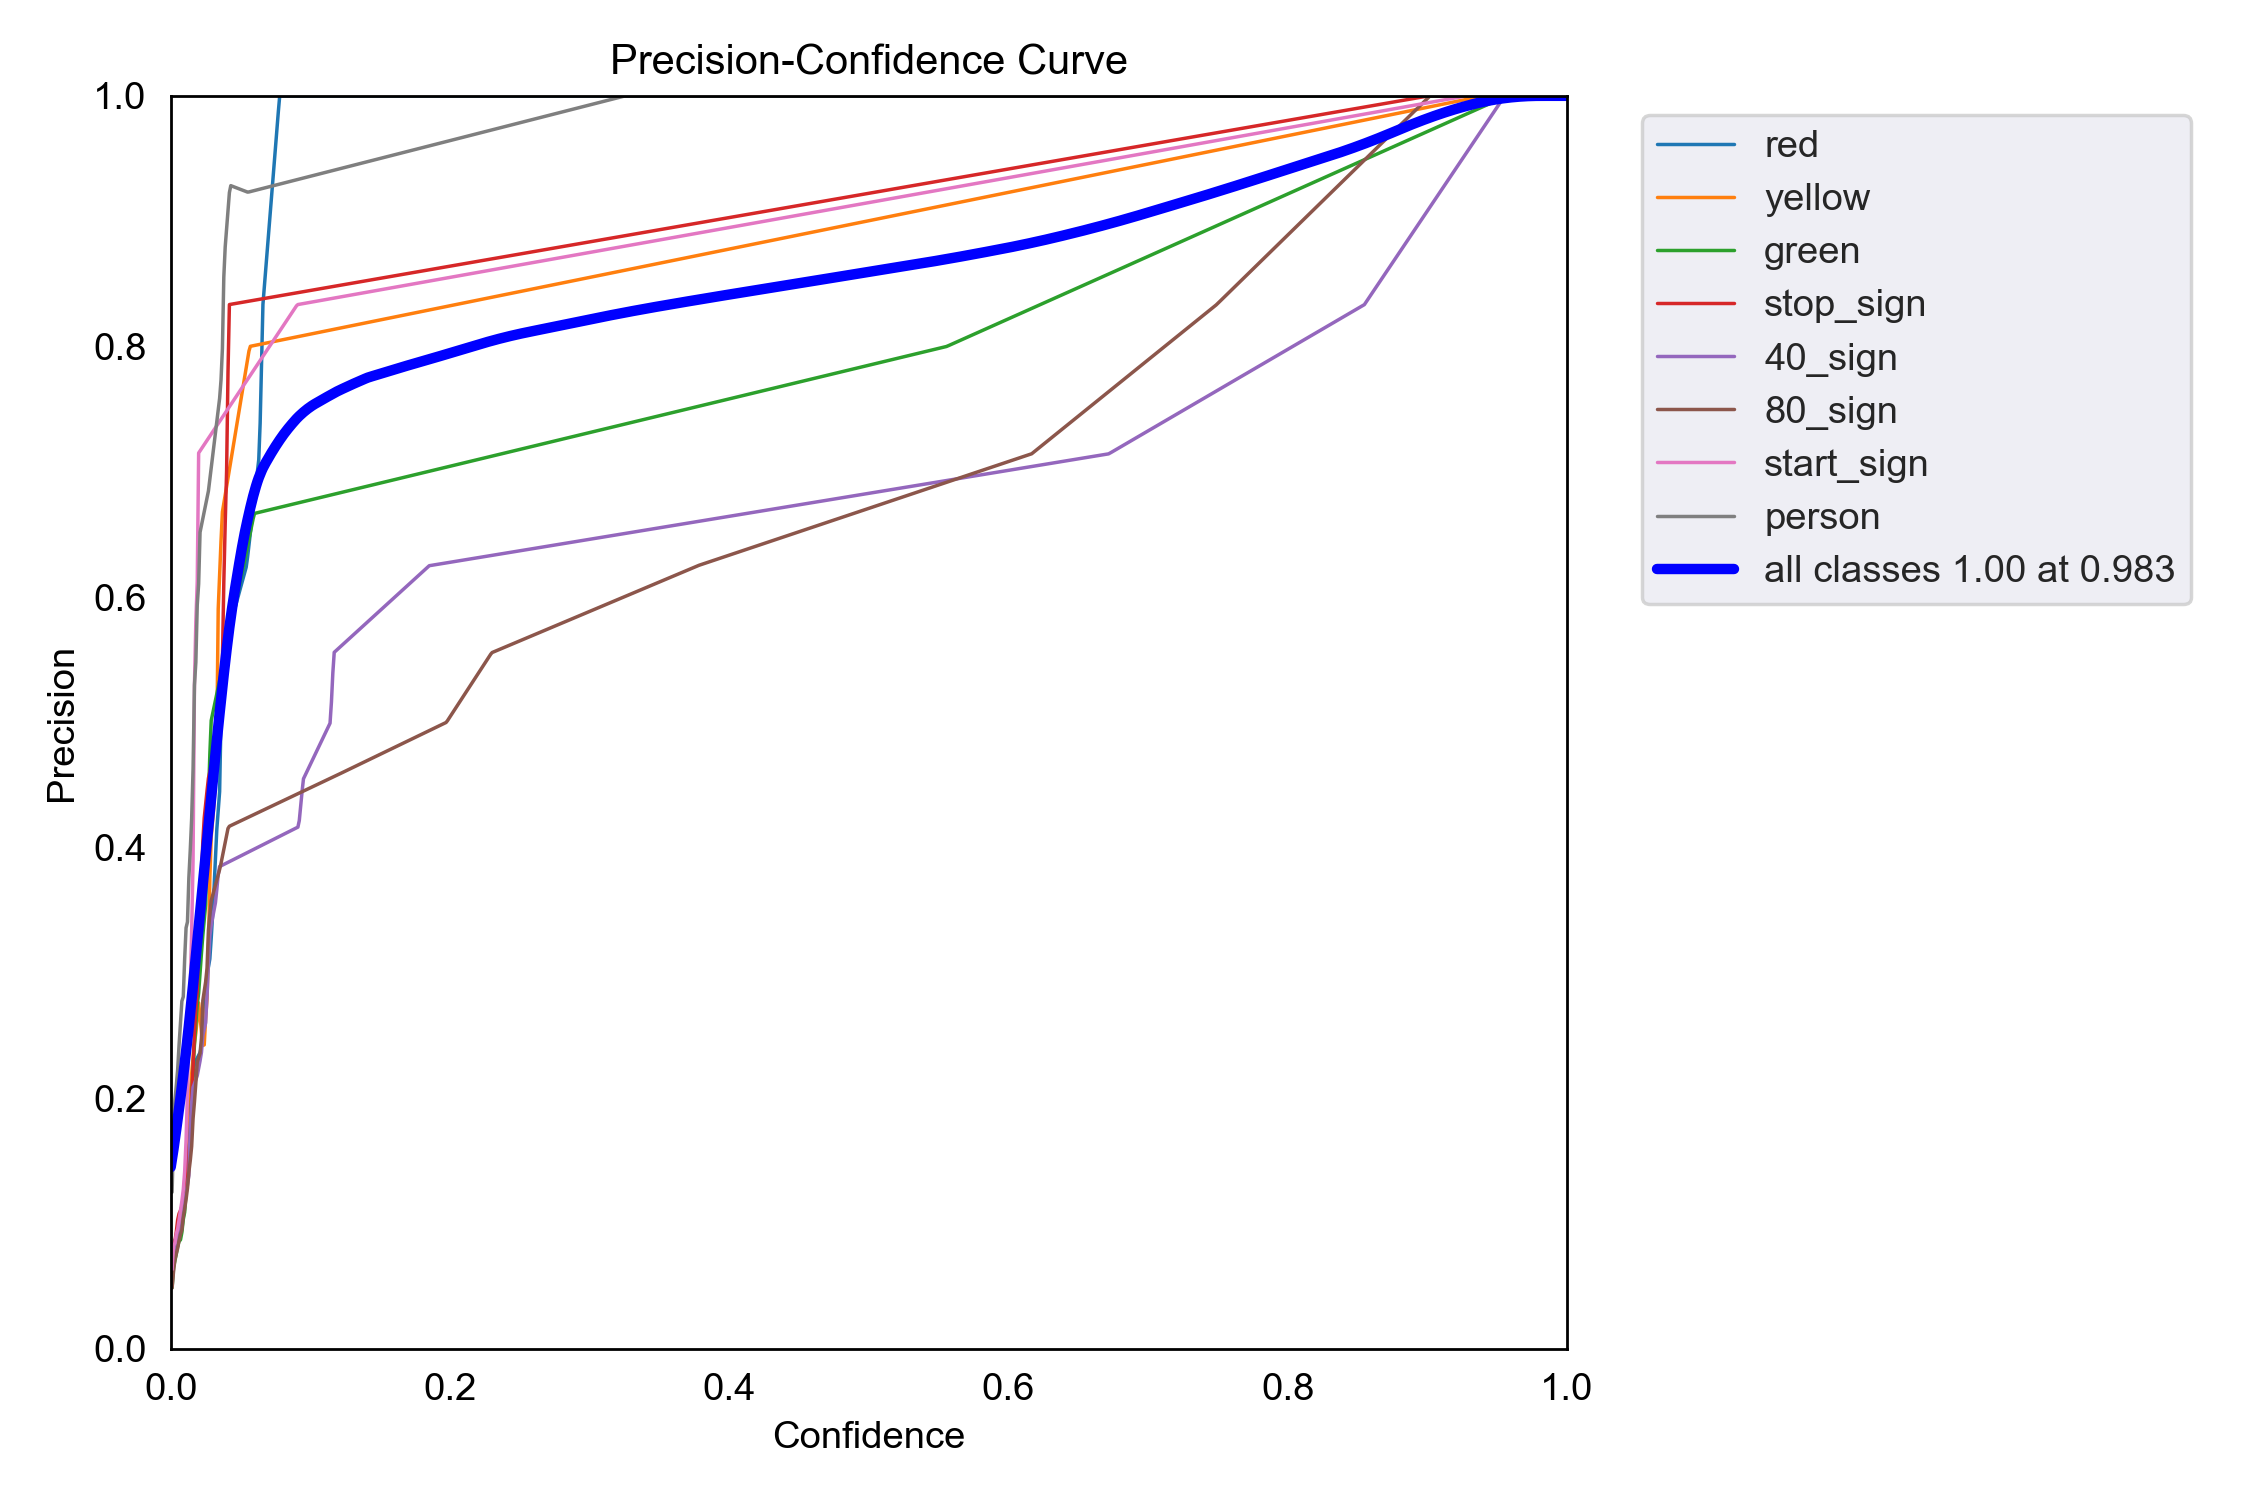 Precision-Confidence Curve
1.0
0.8
0.6
0.4
0.2
0.0
Precision
0.0 0.2 0.4 0.6 0.8 1.0
Confidence
red
yellow
green
stop_sign
40_sign
80_sign
start_sign
person
all classes 1.00 at 0.983